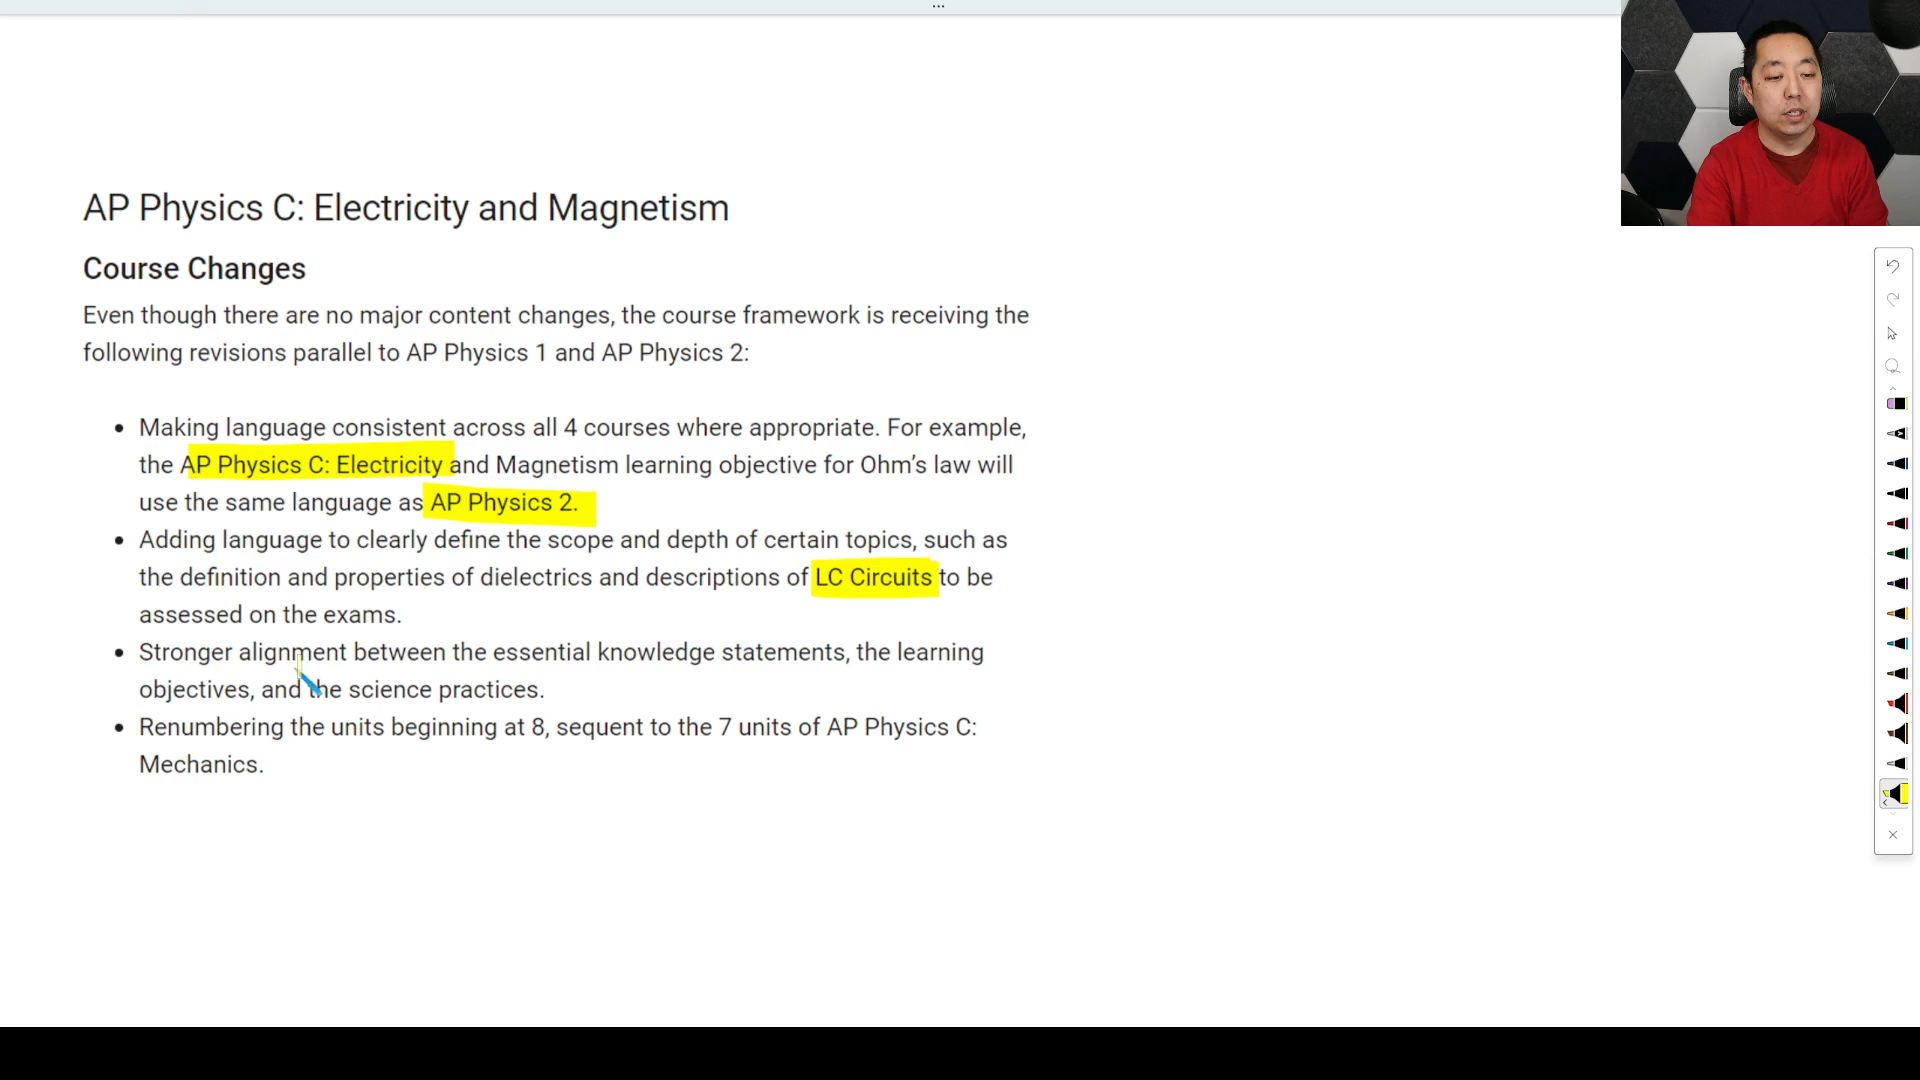 AP Physics C: Electricity and Magnetism
Course Changes
Even though there are no major content changes, the course framework is receiving the
following revisions parallel to AP Physics 1 and AP Physics 2:
• Making language consistent across all 4 courses where appropriate. For example,
the AP Physics C: Electricity and Magnetism learning objective for Ohm’s law will
use the same language as AP Physics 2.
• Adding language to clearly define the scope and depth of certain topics, such as
the definition and properties of dielectrics and descriptions of LC Circuits to be
assessed on the exams.
• Stronger alignment between the essential knowledge statements, the learning
objectives, and the science practices.
• Renumbering the units beginning at 8, sequent to the 7 units of AP Physics C:
Mechanics.